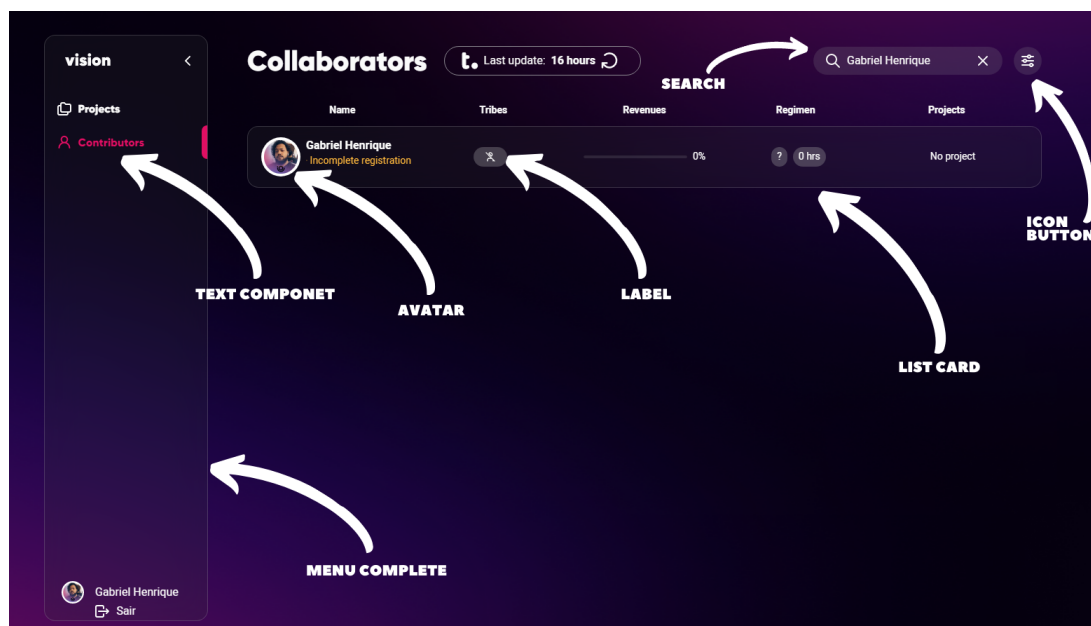 vision
Collaborators
t. Last update: 16 hours
Gabriel Henrique
SEARCH
Projects
Contributors
Name Tribes Revenues Regimen Projects
Gabriel Henrique
Incomplete registration
0%
? 0 hrs
No project
ICON
BUTTON
TEXT COMPONET
AVATAR
LABEL
LIST CARD
MENU COMPLETE
Gabriel Henrique
Sair